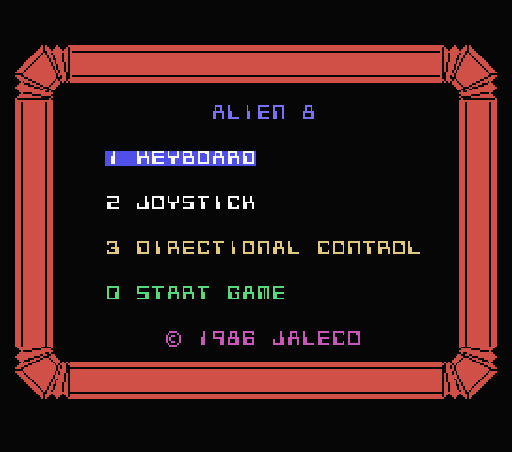 ALIEN 8
1 KEYBOARD
2 JOYSTICK
3 DIRECTIONAL CONTROL
0 START GAME
© 1986 JALECO